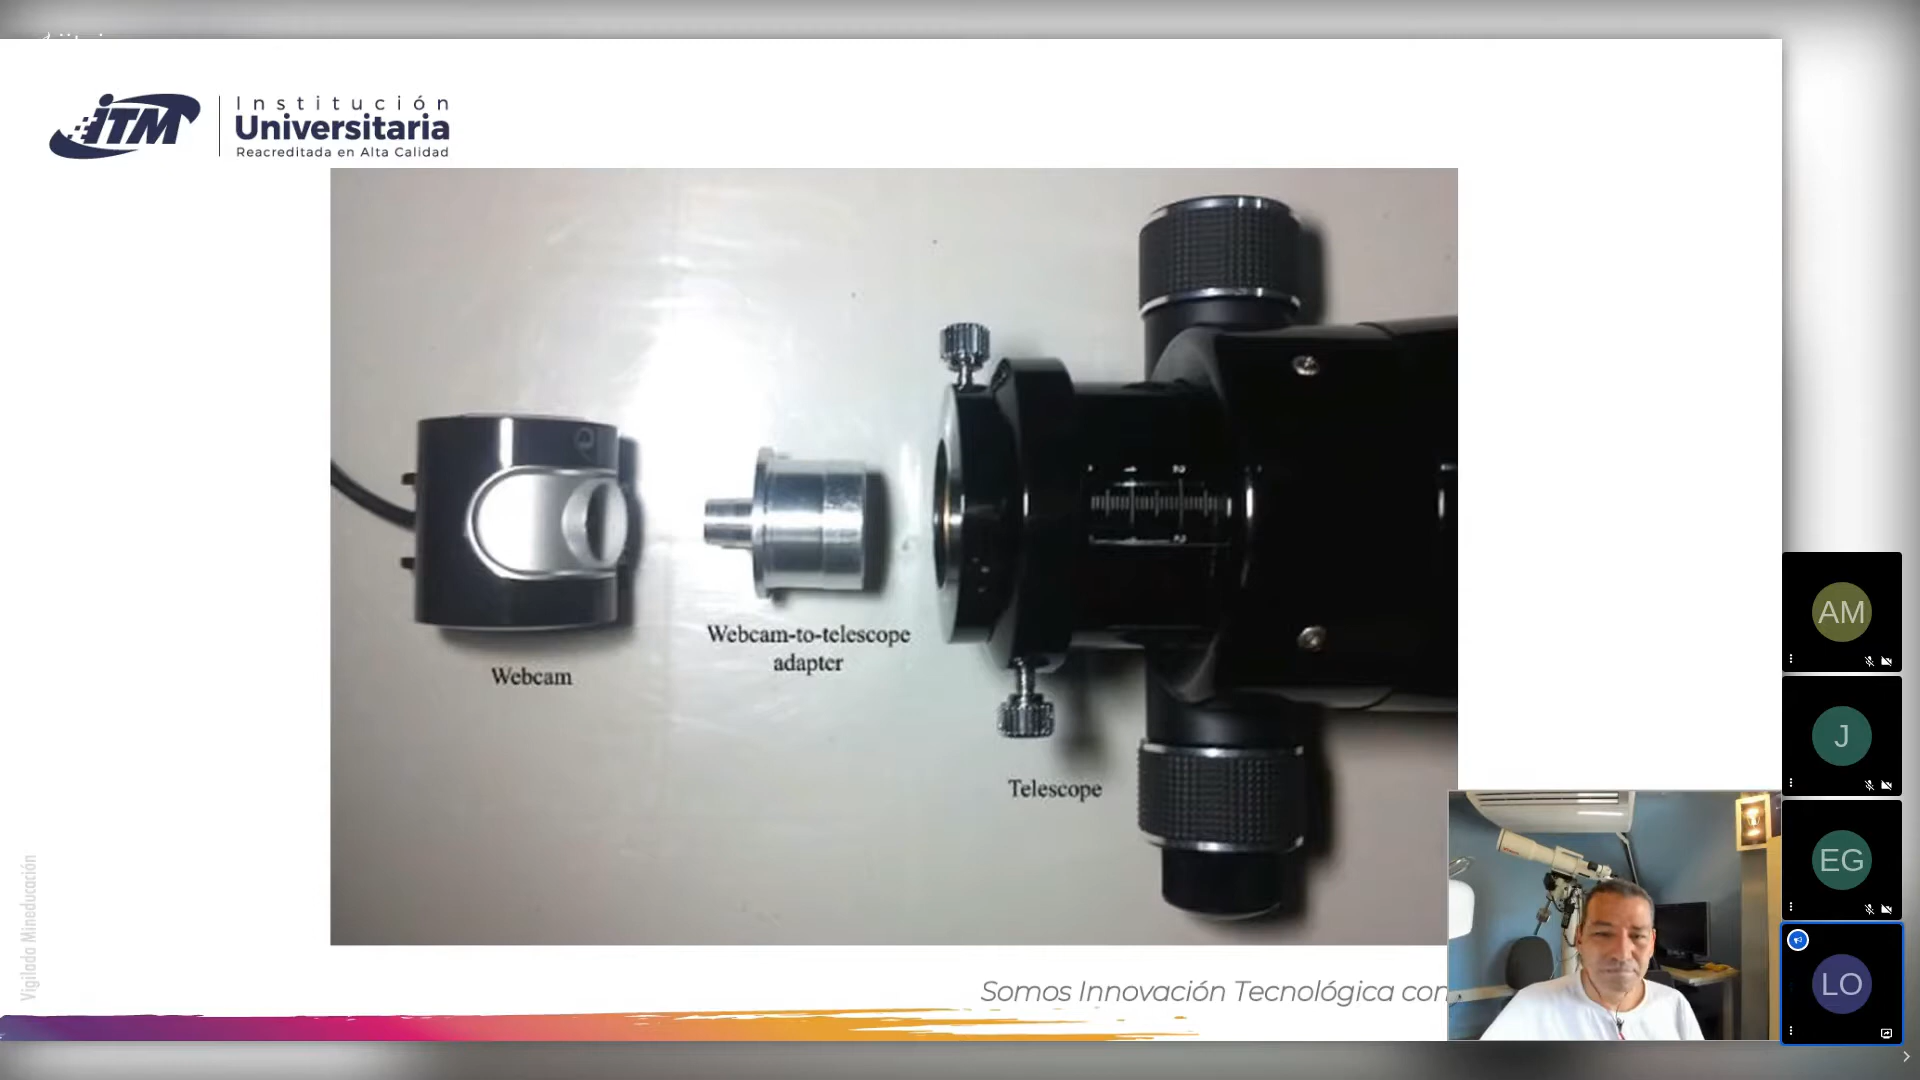 iTM
Institución
Universitaria
Reacreditada en Alta Calidad
Webcam
Webcam-to-telescope
adapter
Telescope
Vigilada Mineducación
Somos Innovación Tecnológica con
AM
J
EG
LO